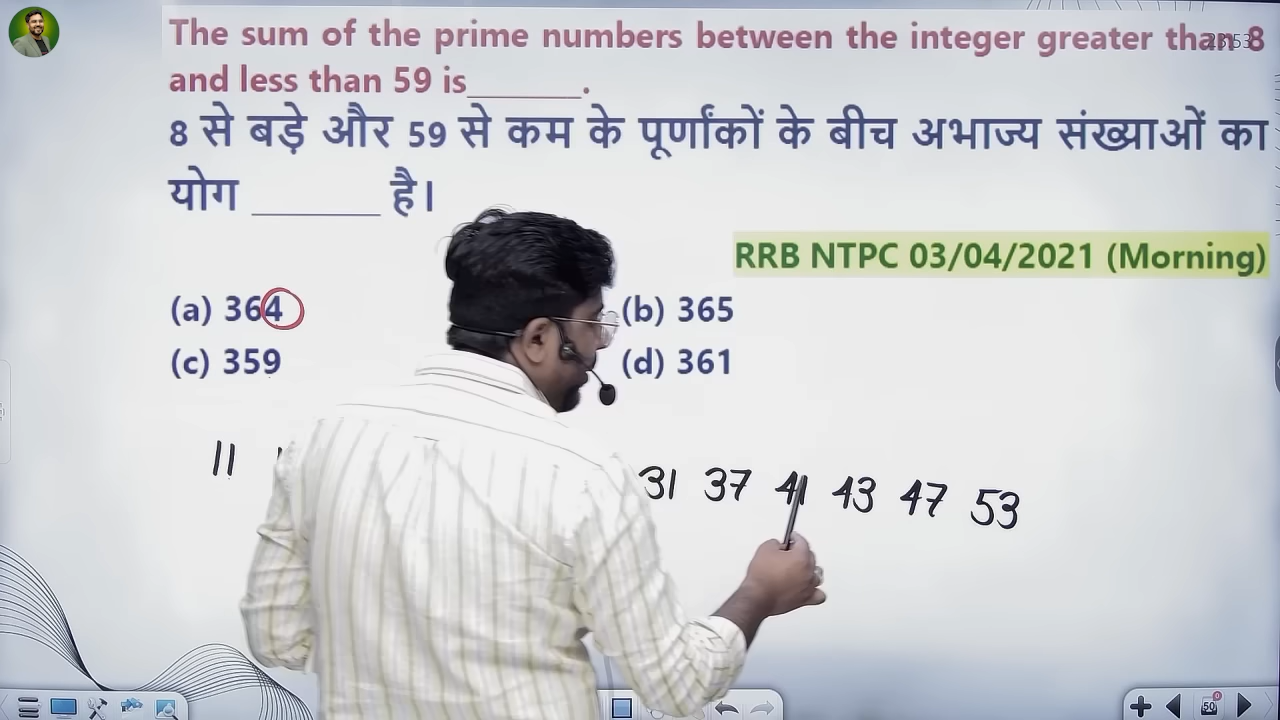 The sum of the prime numbers between the integer greater than 8
and less than 59 is_______.
8 से बड़े और 59 से कम के पूर्णांकों के बीच अभाज्य संख्याओं का
योग _______ है।
RRB NTPC 03/04/2021 (Morning)
(a) 364 (b) 365
(c) 359 (d) 361
11 31 37 41 43 47 53